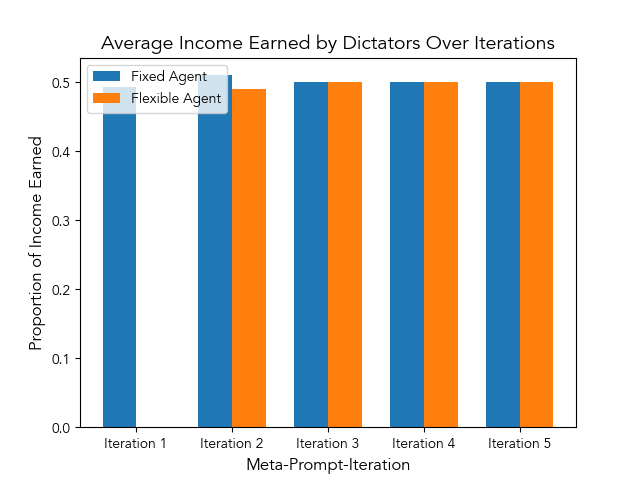 Average Income Earned by Dictators Over Iterations
Fixed Agent
Flexible Agent
Proportion of Income Earned
0.5
0.4
0.3
0.2
0.1
0.0
Iteration 1 Iteration 2 Iteration 3 Iteration 4 Iteration 5
Meta-Prompt-Iteration